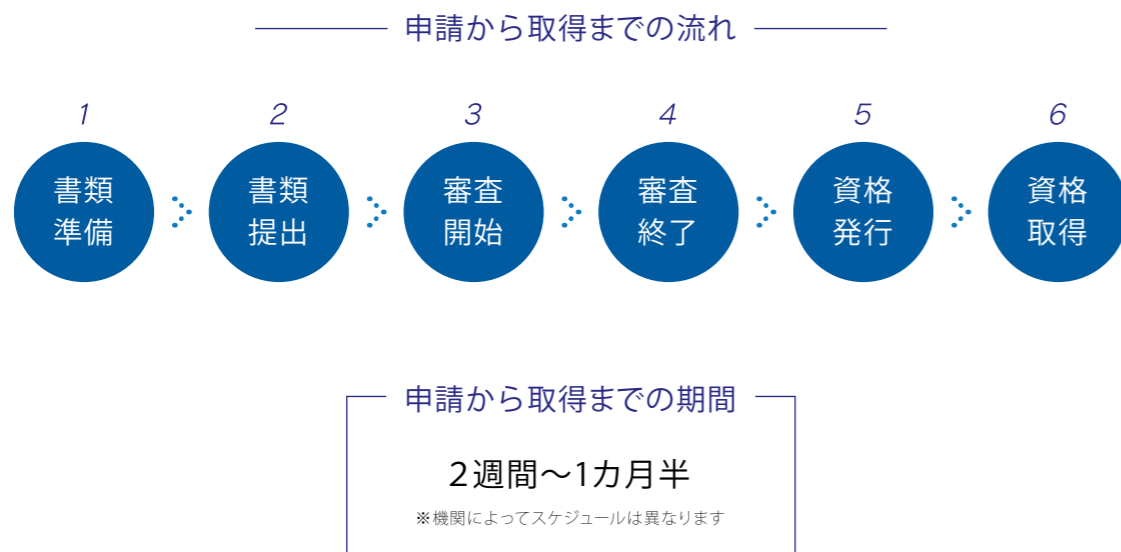 申請から取得までの流れ
1
書類
準備
2
書類
提出
3
審査
開始
4
審査
終了
5
資格
発行
6
資格
取得
申請から取得までの期間
2週間〜1カ月半
※機関によってスケジュールは異なります